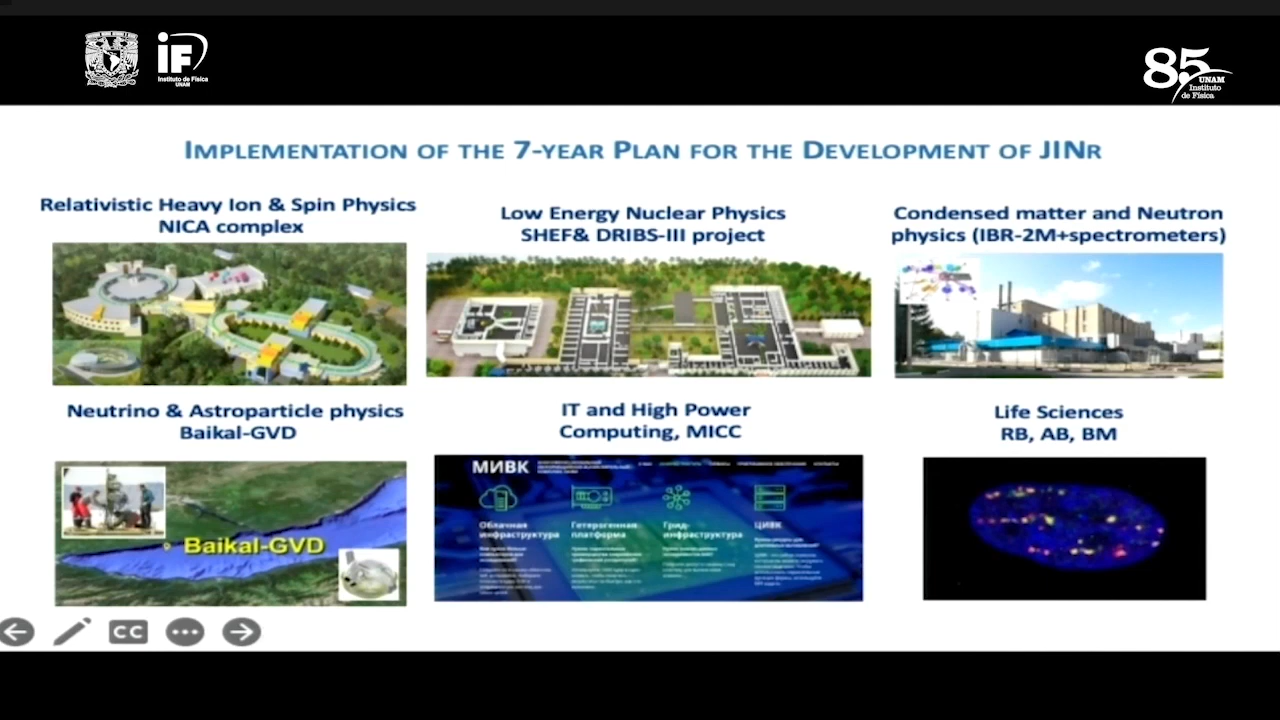 iF
Instituto de Física
UNAM
85
UNAM
Instituto
de Física
IMPLEMENTATION OF THE 7-YEAR PLAN FOR THE DEVELOPMENT OF JINR
Relativistic Heavy Ion & Spin Physics
NICA complex
Low Energy Nuclear Physics
SHEF& DRIBS-III project
Condensed matter and Neutron
physics (IBR-2M+spectrometers)
Neutrino & Astroparticle physics
Baikal-GVD
IT and High Power
Computing, MICC
Life Sciences
RB, AB, BM
Baikal-GVD
МИВК
Облачная
инфраструктура
Гетерогенная
платформа
Грид-
инфраструктура
ЦИВК
CC